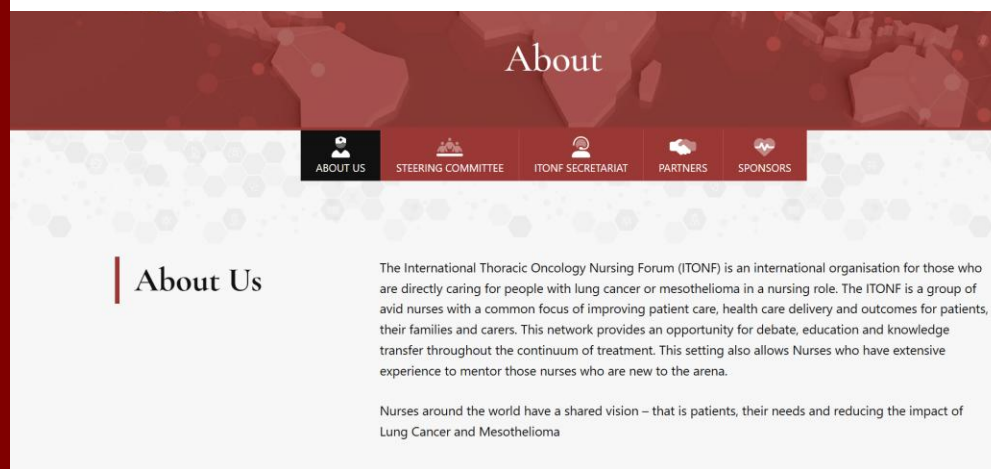 About
ABOUT US
STEERING COMMITTEE
ITONF SECRETARIAT
PARTNERS
SPONSORS
About Us
The International Thoracic Oncology Nursing Forum (ITONF) is an international organisation for those who
are directly caring for people with lung cancer or mesothelioma in a nursing role. The ITONF is a group of
avid nurses with a common focus of improving patient care, health care delivery and outcomes for patients,
their families and carers. This network provides an opportunity for debate, education and knowledge
transfer throughout the continuum of treatment. This setting also allows Nurses who have extensive
experience to mentor those nurses who are new to the arena.
Nurses around the world have a shared vision – that is patients, their needs and reducing the impact of
Lung Cancer and Mesothelioma